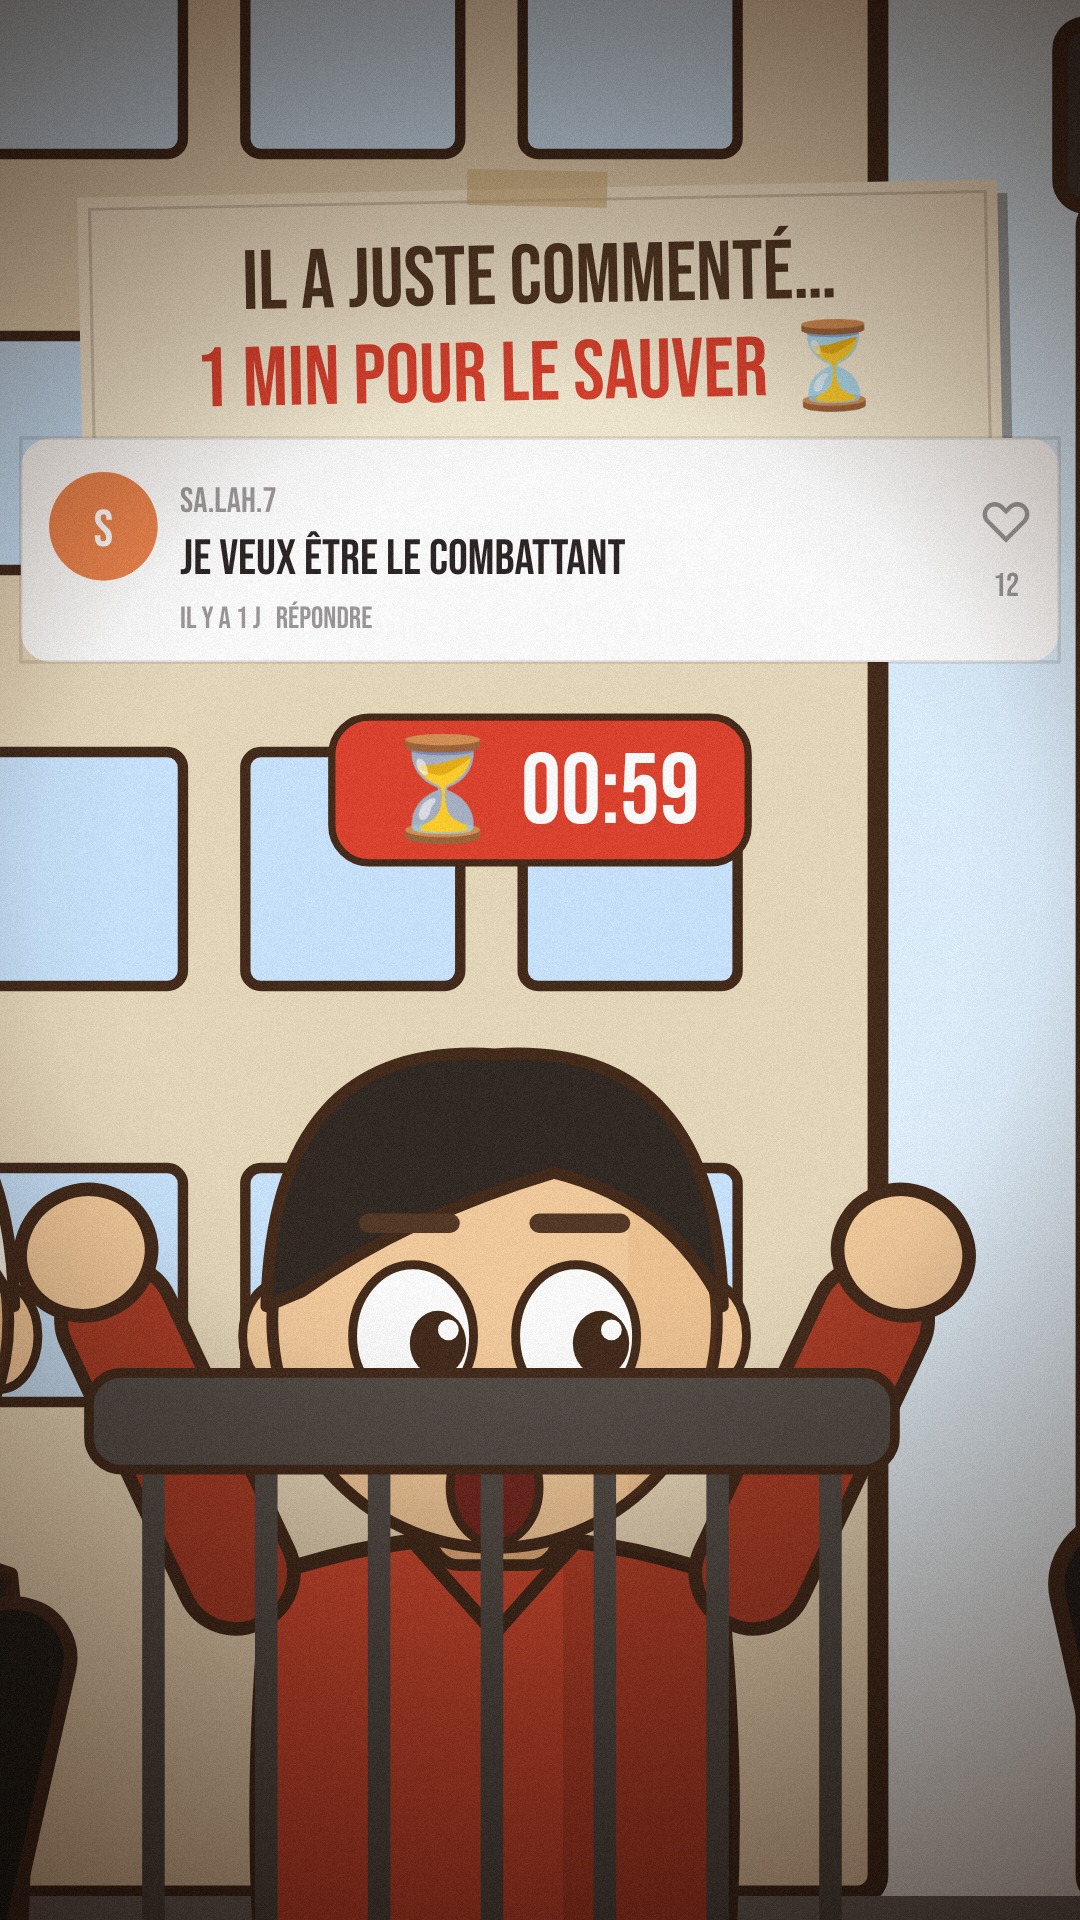 IL A JUSTE COMMENTÉ...
1 MIN POUR LE SAUVER ⏳
S
SA.LAH.7
JE VEUX ÊTRE LE COMBATTANT
IL Y A 1 J RÉPONDRE
12
⏳ 00:59